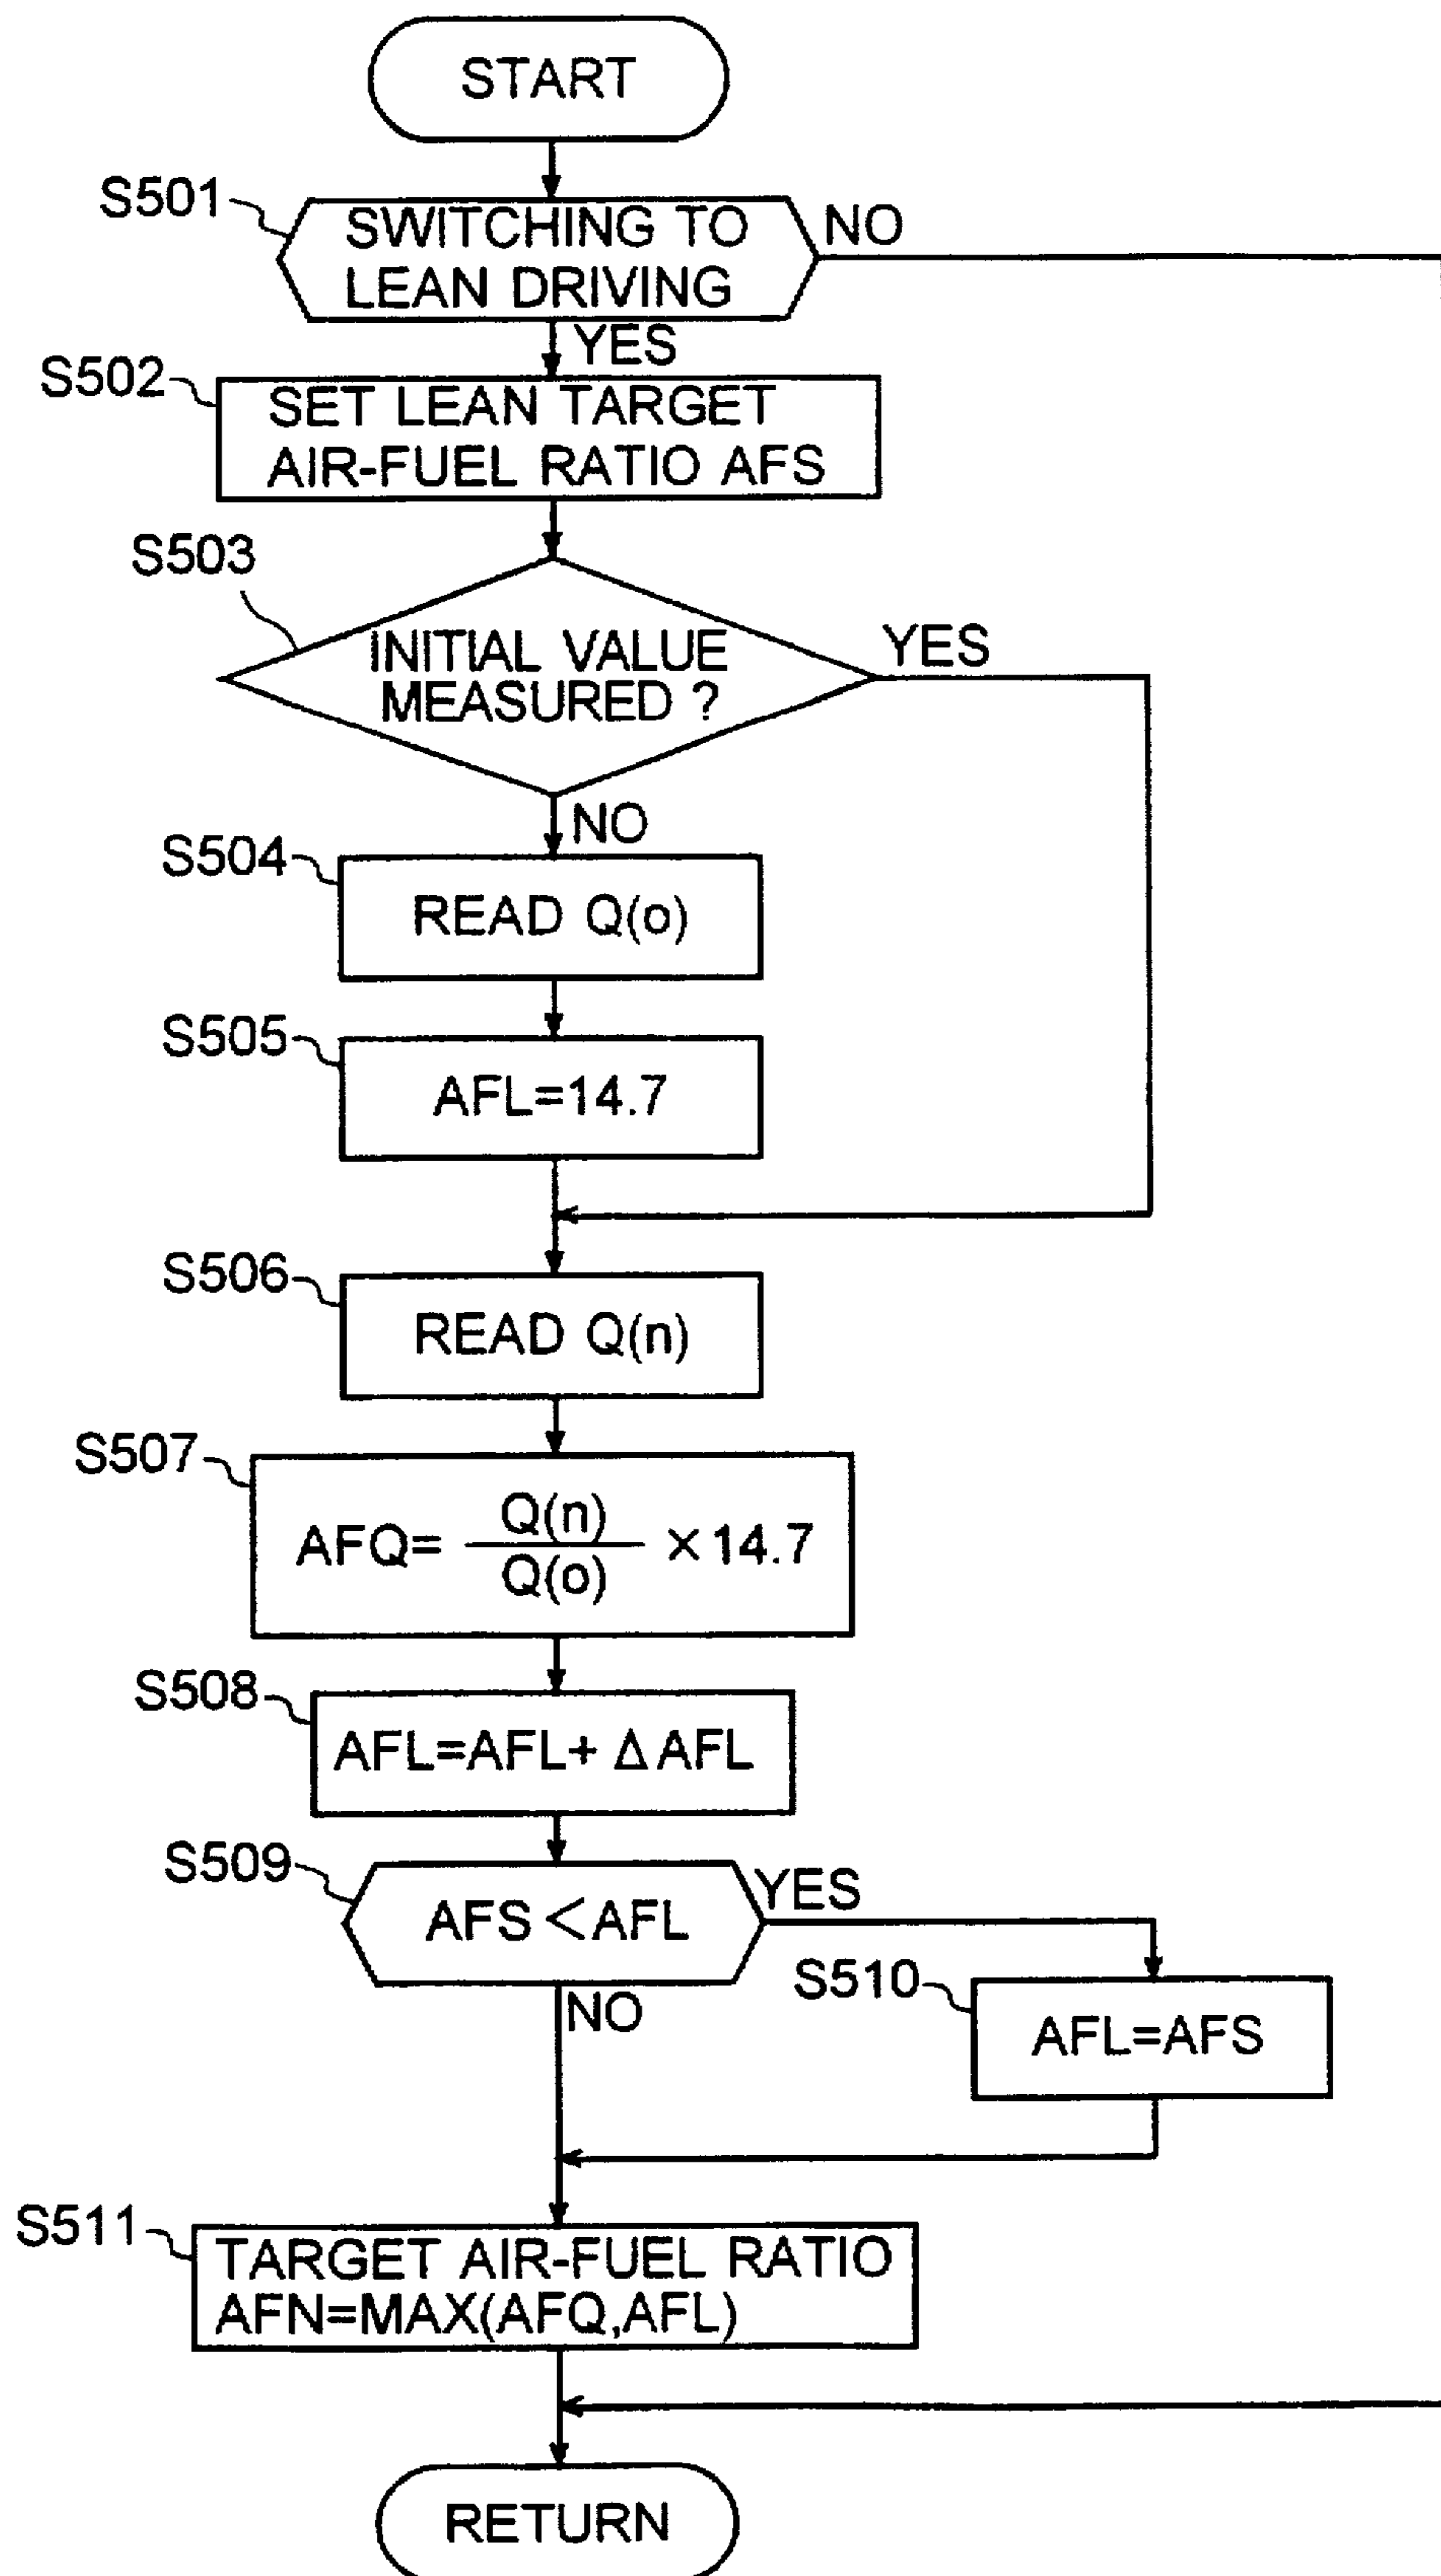 START
S501
SWITCHING TO
LEAN DRIVING
NO
YES
S502
SET LEAN TARGET
AIR-FUEL RATIO AFS
S503
INITIAL VALUE
MEASURED ?
YES
NO
S504
READ Q(o)
S505
AFL=14.7
S506
READ Q(n)
S507
AFQ= Q(n)/Q(o) ×14.7
S508
AFL=AFL+ Δ AFL
S509
AFS<AFL
YES
NO
S510
AFL=AFS
S511
TARGET AIR-FUEL RATIO
AFN=MAX(AFQ,AFL)
RETURN